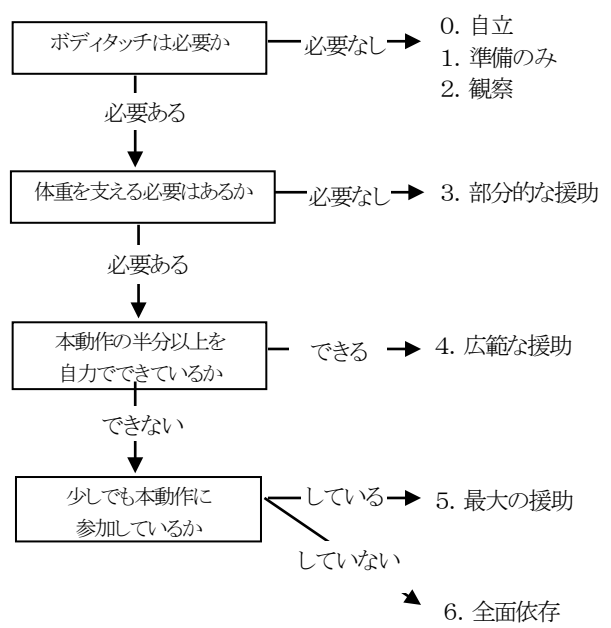 ボディタッチは必要か
必要なし
0. 自立
1. 準備のみ
2. 観察
必要ある
体重を支える必要はあるか
必要なし
3. 部分的な援助
必要ある
本動作の半分以上を
自力でできているか
できる
4. 広範な援助
できない
少しでも本動作に
参加しているか
している
5. 最大の援助
していない
6. 全面依存